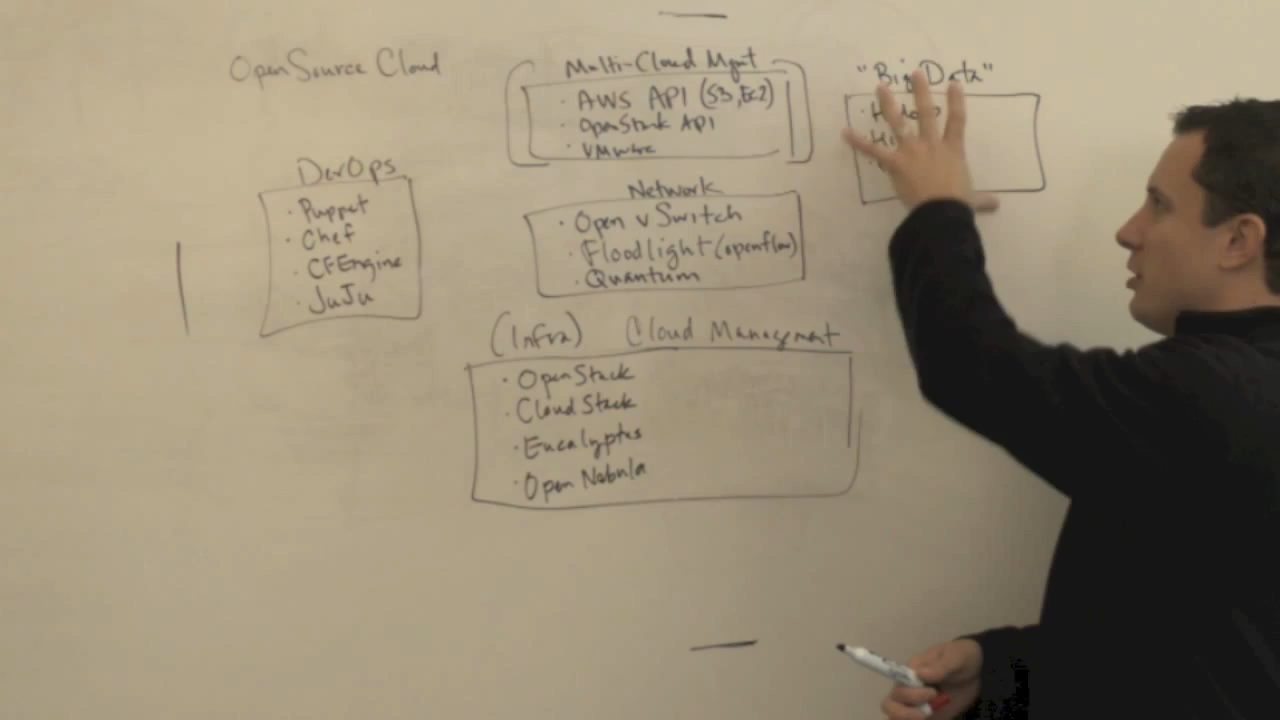 OpenSource Cloud
DevOps
· Puppet
· Chef
· CFEngine
· JuJu
Multi-Cloud Mgmt
· AWS API (S3, Ec2)
· OpenStack API
· VMware
Network
· Open vSwitch
· Floodlight (openflow)
· Quantum
(Infra) Cloud Managment
· OpenStack
· CloudStack
· Eucalyptus
· Open Nebula
"Big Data"